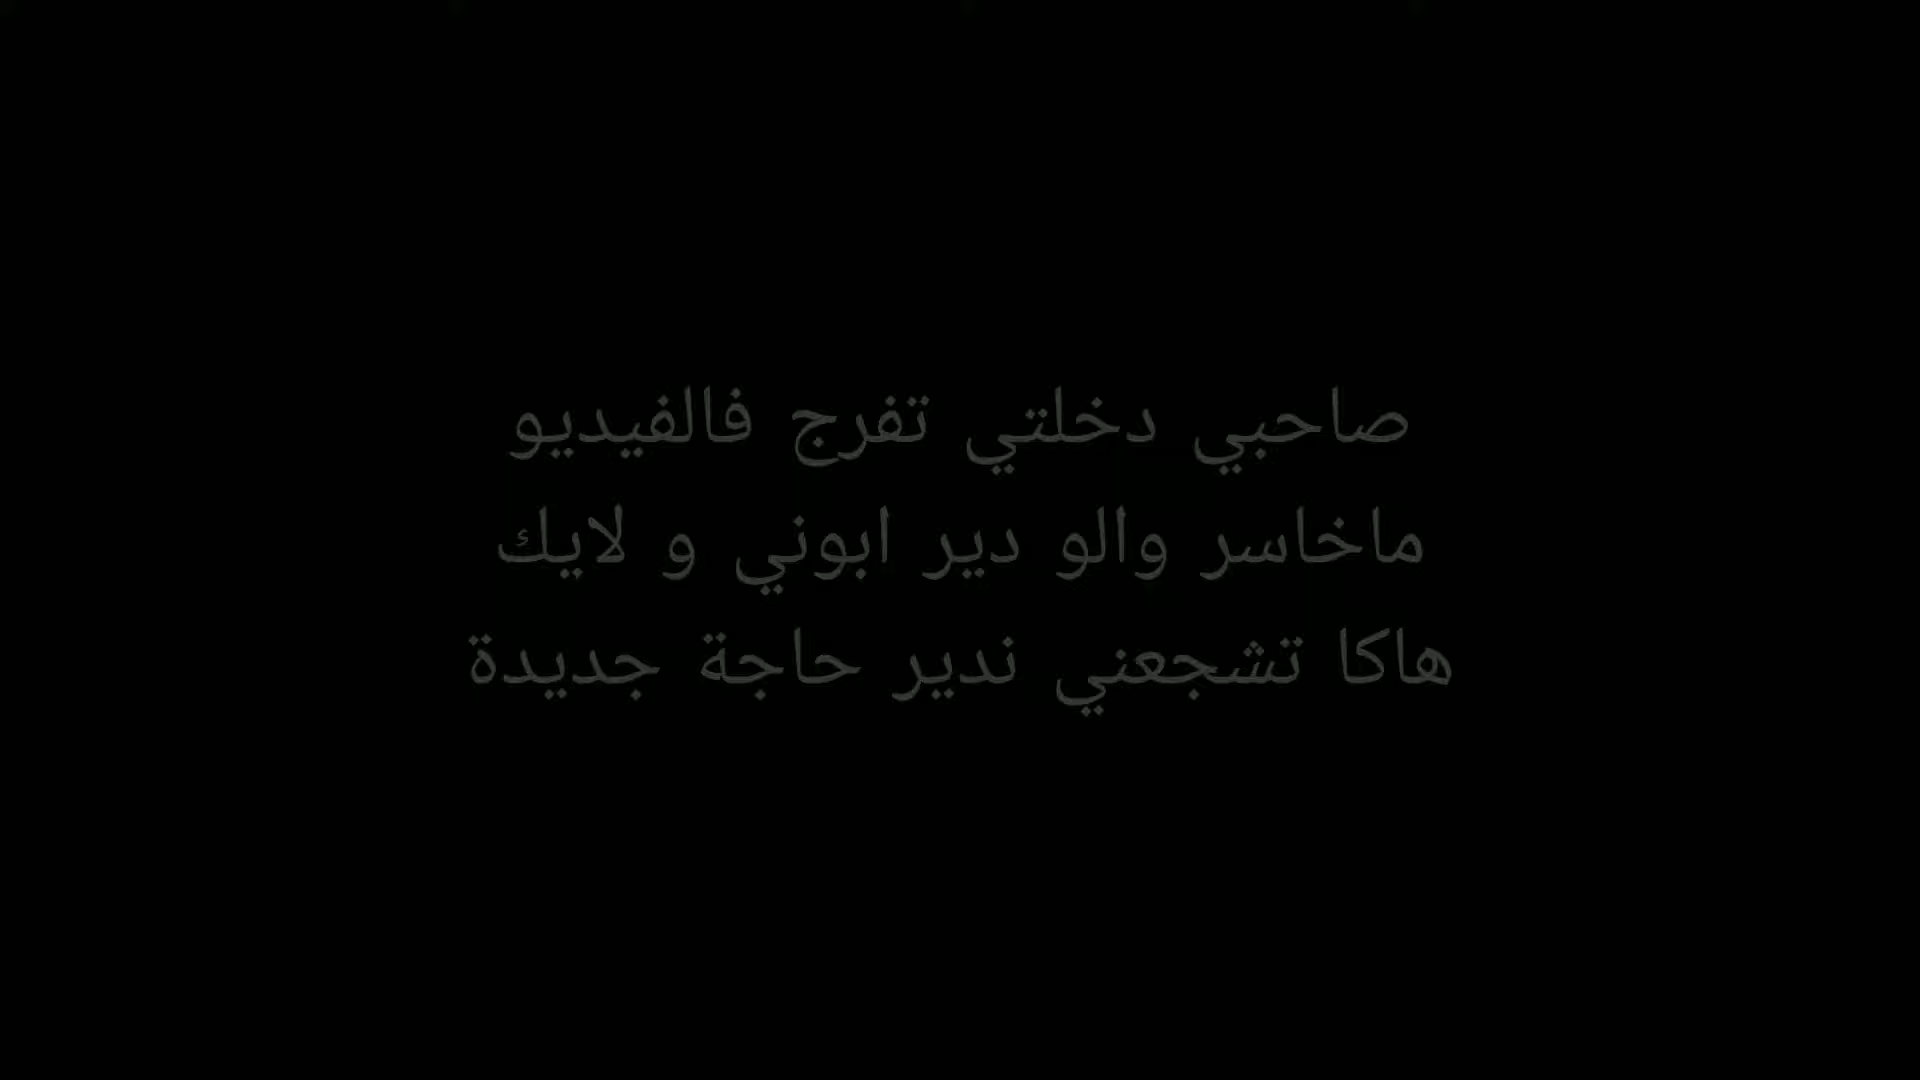 صاحبي دخلتي تفرج فالفيديو
ماخاسر والو دير ابوني و لايك
هاكا تشجعني ندير حاجة جديدة